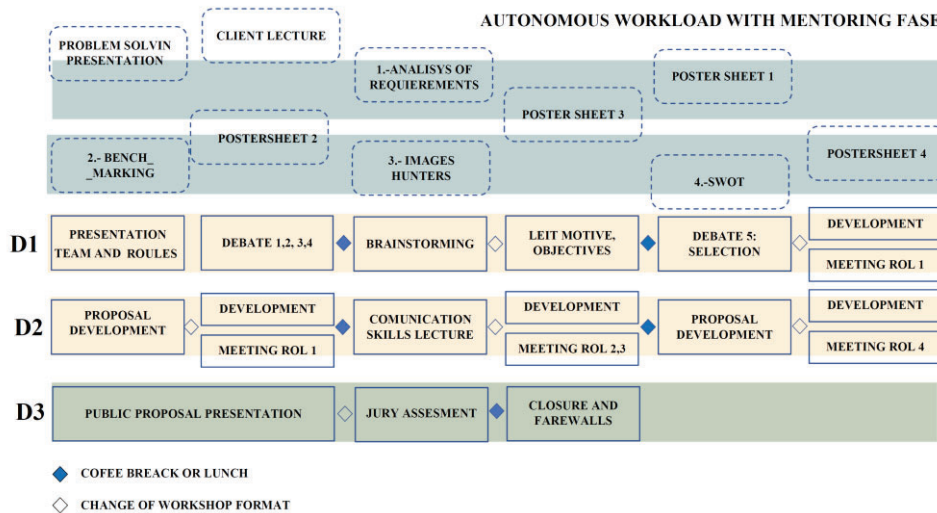 AUTONOMOUS WORKLOAD WITH MENTORING FASE
PROBLEM SOLVIN
PRESENTATION
CLIENT LECTURE
1.-ANALISYS OF
REQUIEREMENTS
POSTER SHEET 1
POSTERSHEET 2
POSTER SHEET 3
2.- BENCH_
_MARKING
3.- IMAGES
HUNTERS
4.-SWOT
POSTERSHEET 4
D1
PRESENTATION
TEAM AND ROULES
DEBATE 1,2, 3,4
BRAINSTORMING
LEIT MOTIVE,
OBJECTIVES
DEBATE 5:
SELECTION
DEVELOPMENT
MEETING ROL 1
D2
PROPOSAL
DEVELOPMENT
DEVELOPMENT
MEETING ROL 1
COMUNICATION
SKILLS LECTURE
DEVELOPMENT
MEETING ROL 2,3
PROPOSAL
DEVELOPMENT
DEVELOPMENT
MEETING ROL 4
D3
PUBLIC PROPOSAL PRESENTATION
JURY ASSESMENT
CLOSURE AND
FAREWALLS
COFEE BREACK OR LUNCH
CHANGE OF WORKSHOP FORMAT